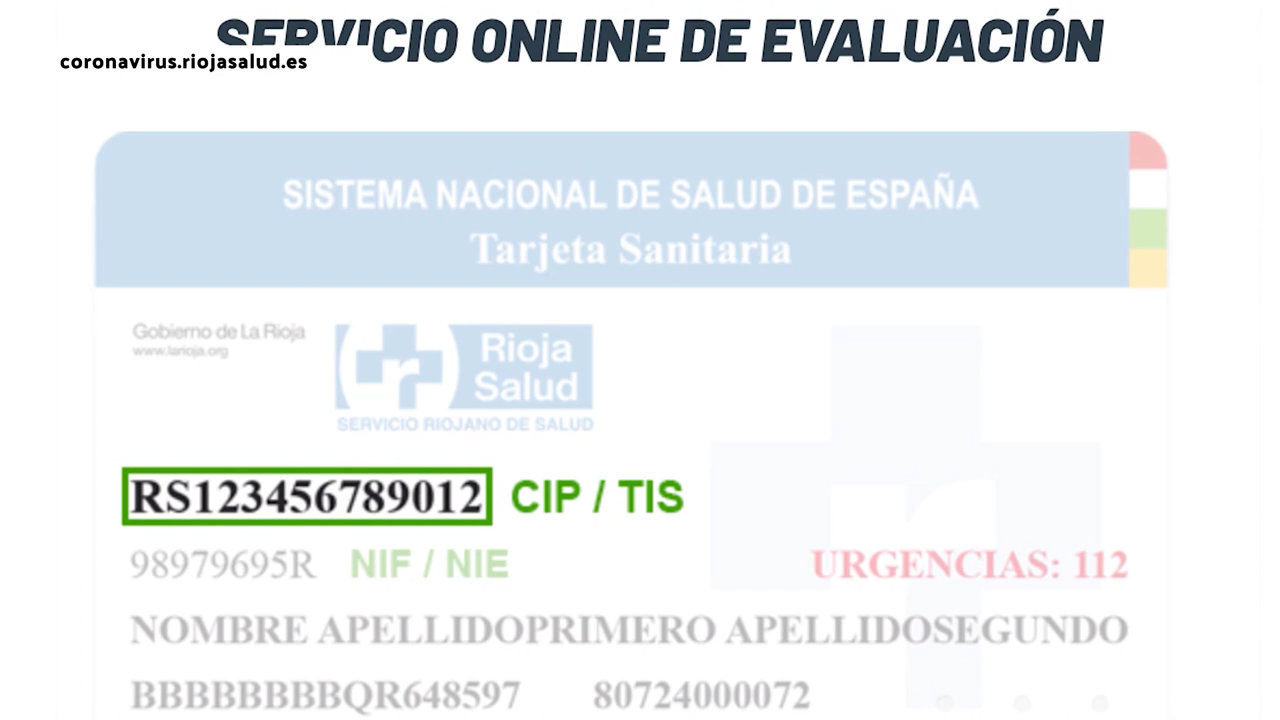 SERVICIO ONLINE DE EVALUACIÓN
coronavirus.riojasalud.es
SISTEMA NACIONAL DE SALUD DE ESPAÑA
Tarjeta Sanitaria
Gobierno de La Rioja
www.larioja.org
Rioja
Salud
SERVICIO RIOJANO DE SALUD
RS123456789012 CIP / TIS
98979695R NIF / NIE URGENCIAS: 112
NOMBRE APELLIDOPRIMERO APELLIDOSEGUNDO
BBBBBBBBQR648597 80724000072